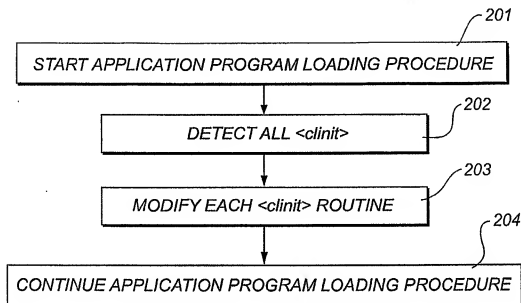 201
START APPLICATION PROGRAM LOADING PROCEDURE
202
DETECT ALL <clinit>
203
MODIFY EACH <clinit> ROUTINE
204
CONTINUE APPLICATION PROGRAM LOADING PROCEDURE